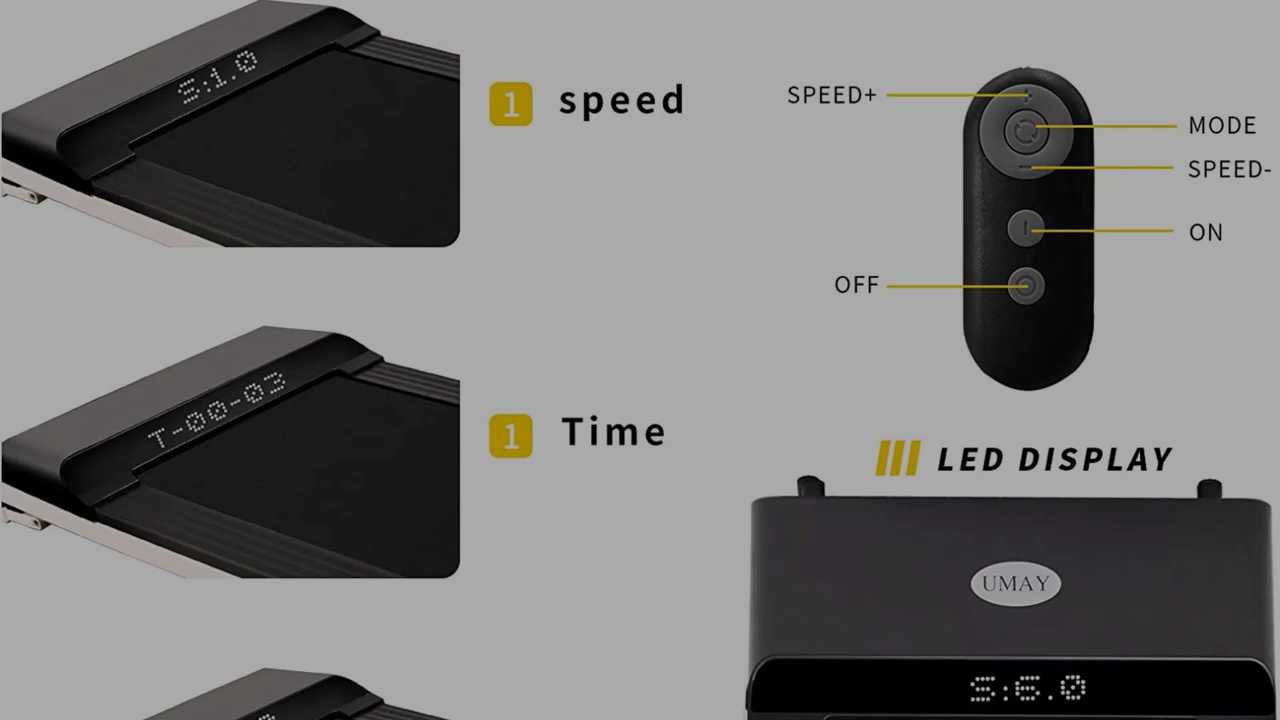 S:1.0
1 speed
SPEED+
MODE
SPEED-
ON
OFF
T-00-03
1 Time
LED DISPLAY
UMAY
S:6.0